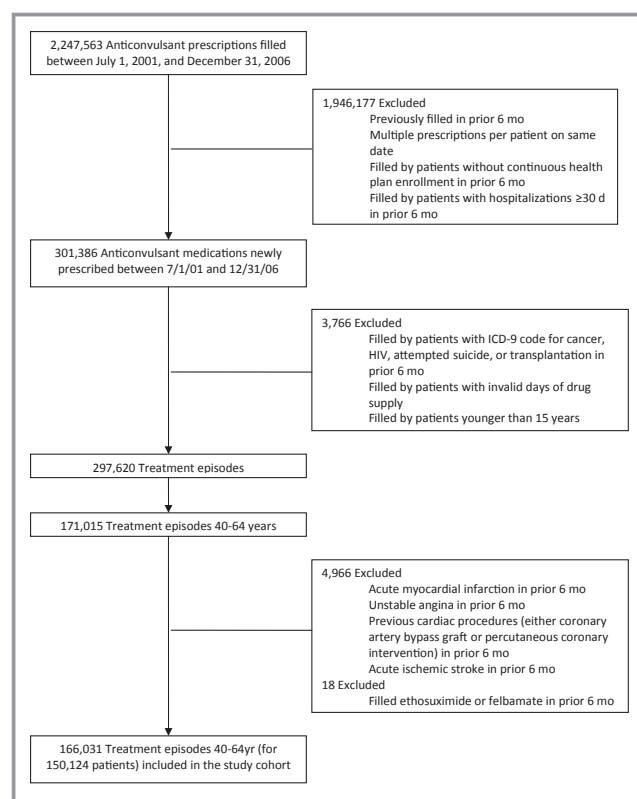 2,247,563 Anticonvulsant prescriptions filled
between July 1, 2001, and December 31, 2006
1,946,177 Excluded
Previously filled in prior 6 mo
Multiple prescriptions per patient on same
date
Filled by patients without continuous health
plan enrollment in prior 6 mo
Filled by patients with hospitalizations ≥30 d
in prior 6 mo
301,386 Anticonvulsant medications newly
prescribed between 7/1/01 and 12/31/06
3,766 Excluded
Filled by patients with ICD-9 code for cancer,
HIV, attempted suicide, or transplantation in
prior 6 mo
Filled by patients with invalid days of drug
supply
Filled by patients younger than 15 years
297,620 Treatment episodes
171,015 Treatment episodes 40-64 years
4,966 Excluded
Acute myocardial infarction in prior 6 mo
Unstable angina in prior 6 mo
Previous cardiac procedures (either coronary
artery bypass graft or percutaneous coronary
intervention) in prior 6 mo
Acute ischemic stroke in prior 6 mo
18 Excluded
Filled ethosuximide or felbamate in prior 6 mo
166,031 Treatment episodes 40-64yr (for
150,124 patients) included in the study cohort